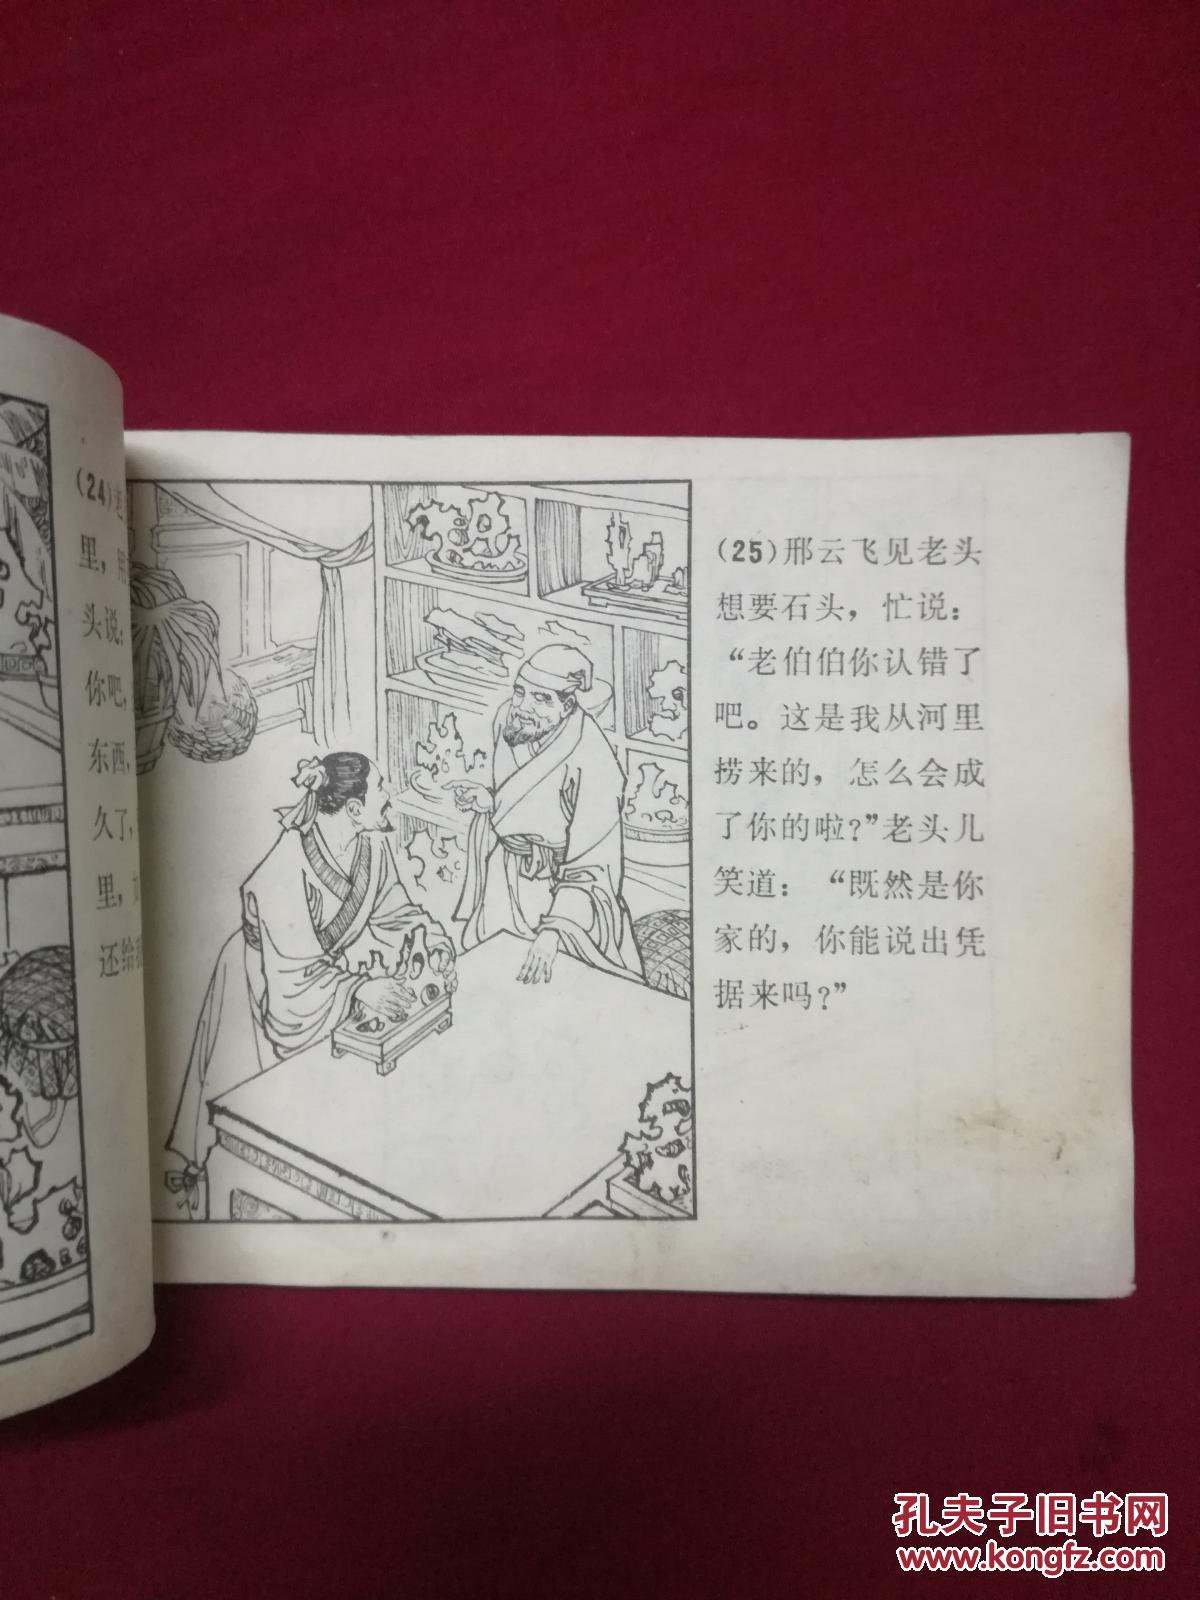 (24)老
里，用
头说：
你吧，
东西，
久了，
里，
还给
(25)邢云飞见老头
想要石头，忙说：
“老伯伯你认错了
吧。这是我从河里
捞来的，怎么会成
了你的啦？”老头儿
笑道：“既然是你
家的，你能说出凭
据来吗？”
孔夫子旧书网
www.kongfz.com